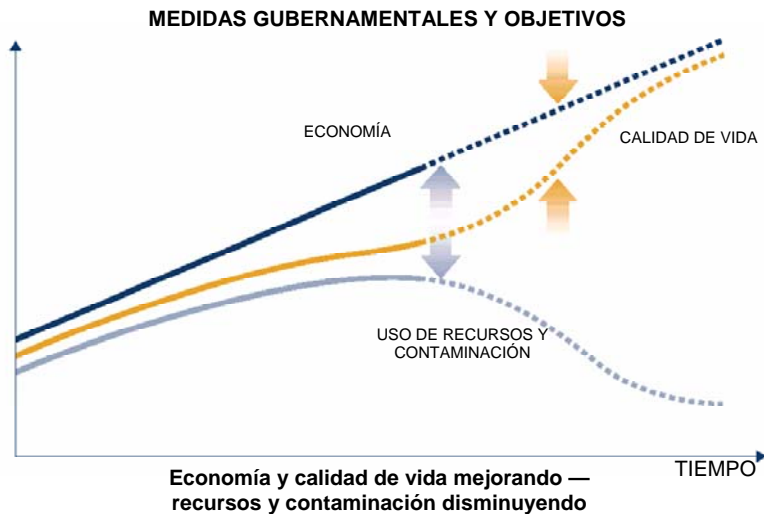 MEDIDAS GUBERNAMENTALES Y OBJETIVOS
ECONOMÍA
CALIDAD DE VIDA
USO DE RECURSOS Y
CONTAMINACIÓN
TIEMPO
Economía y calidad de vida mejorando —
recursos y contaminación disminuyendo